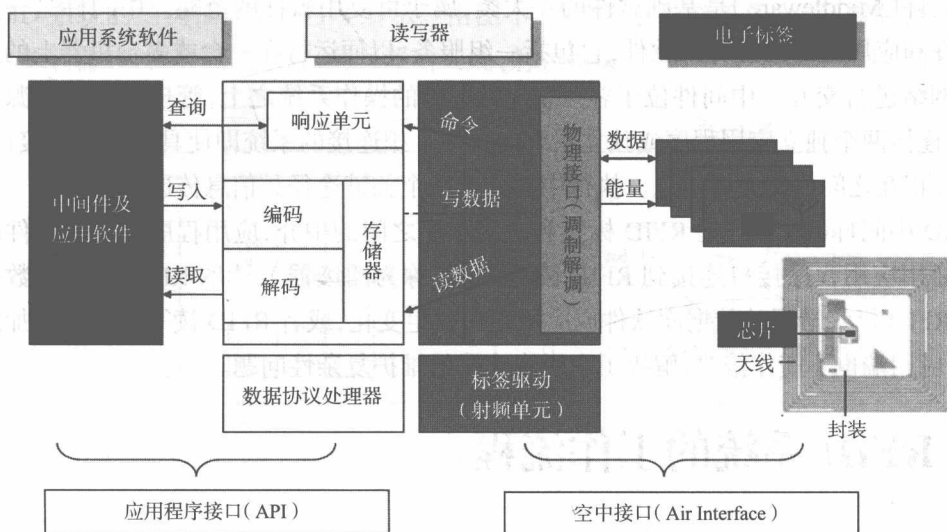 应用系统软件
读写器
电子标签
查询
响应单元
命令
物理接口(调制解调)
数据
能量
中间件及
应用软件
写入
编码
存储器
写数据
读取
解码
读数据
芯片
天线
封装
数据协议处理器
标签驱动
(射频单元)
应用程序接口(API)
空中接口(Air Interface)